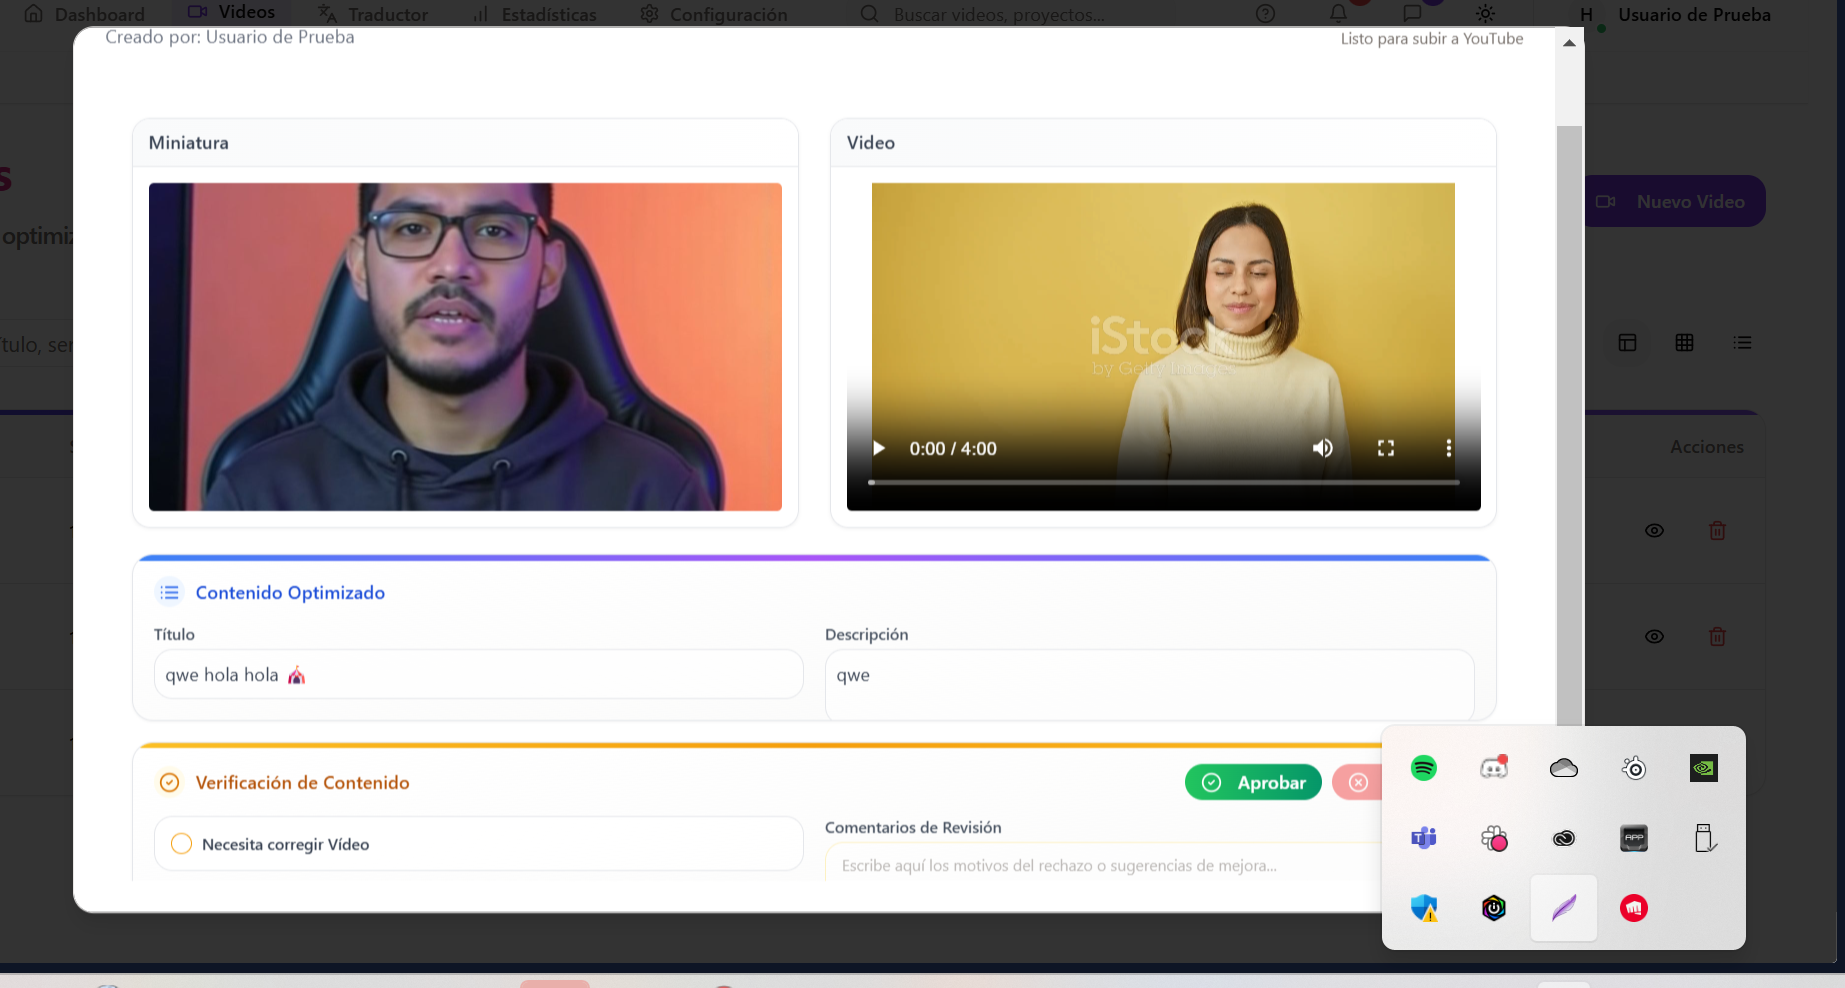 Dashboard
Videos
Traductor
Estadísticas
Configuración
Buscar videos, proyectos...
H
Usuario de Prueba
Creado por: Usuario de Prueba
Listo para subir a YouTube
Miniatura
Video
s
Nuevo Video
iStock
by Getty Images
0:00 / 4:00
Acciones
Contenido Optimizado
Título
Descripción
qwe hola hola 🎪
qwe
Verificación de Contenido
Aprobar
Necesita corregir Vídeo
Comentarios de Revisión
Escribe aquí los motivos del rechazo o sugerencias de mejora...
APP